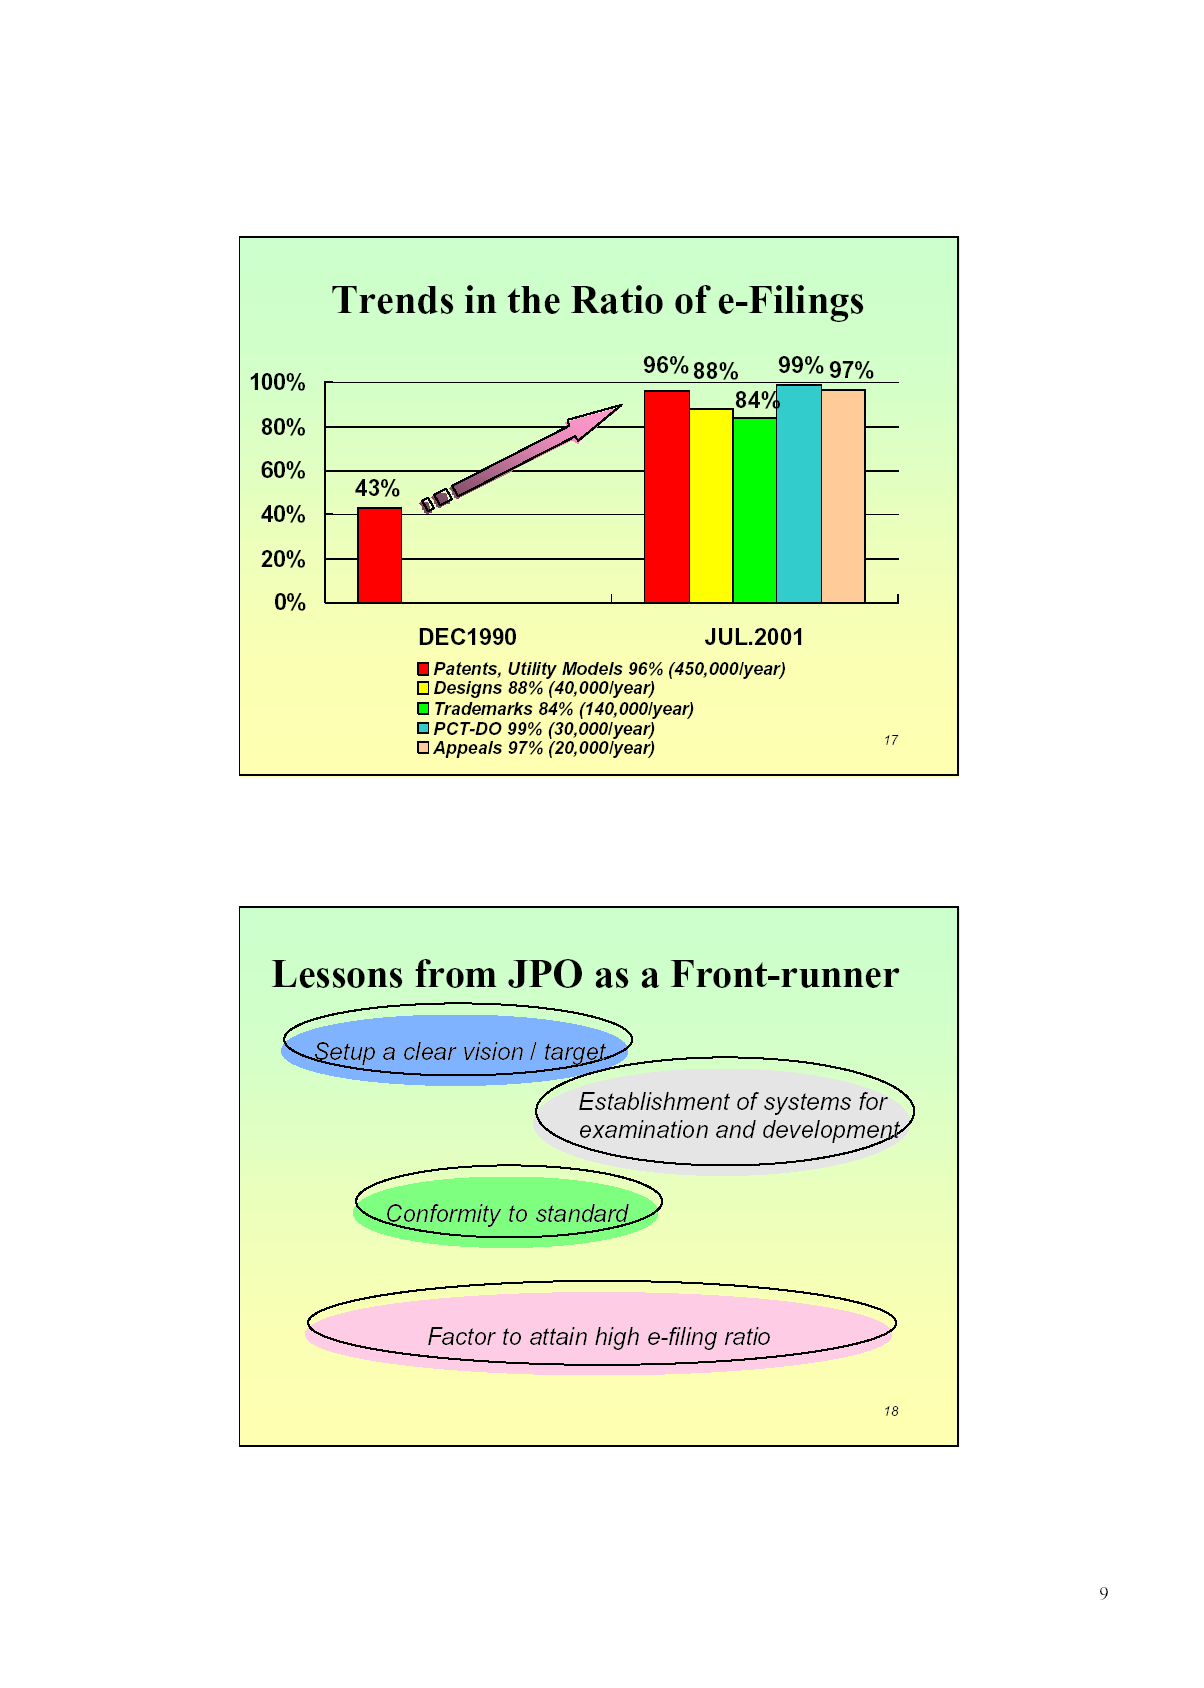 Trends in the Ratio of e-Filings
96% 88% 84% 99% 97%
100%
80%
60%
43%
40%
20%
0%
DEC1990 JUL.2001
Patents, Utility Models 96% (450,000/year)
Designs 88% (40,000/year)
Trademarks 84% (140,000/year)
PCT-DO 99% (30,000/year)
Appeals 97% (20,000/year)
17
Lessons from JPO as a Front-runner
Setup a clear vision / target
Establishment of systems for
examination and development
Conformity to standard
Factor to attain high e-filing ratio
18
9